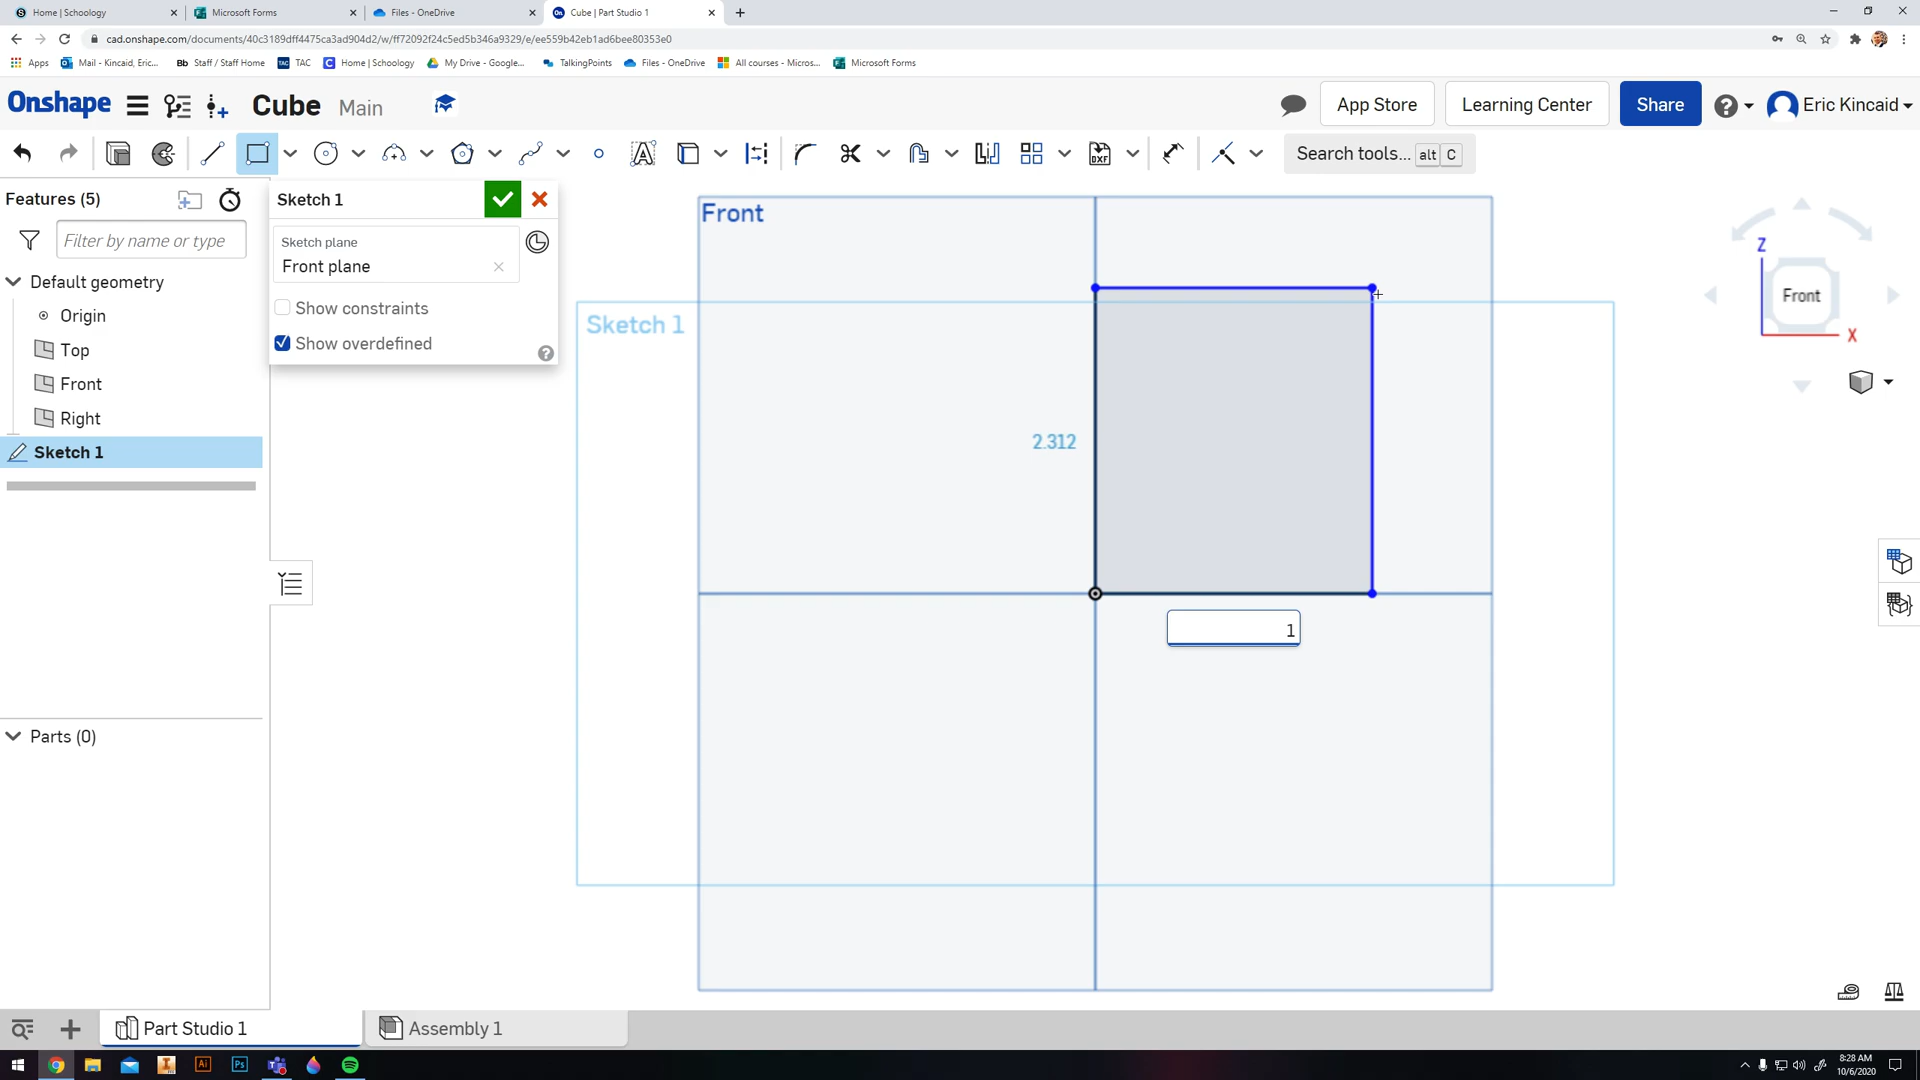 Home | Schoology
Microsoft Forms
Files - OneDrive
Cube | Part Studio 1
cad.onshape.com/documents/40c3189dff4475ca3ad904d2/w/ff72092f24c5ed5b346a9329/e/ee559b42eb1ad6bee80353e0
Apps
Mail - Kincaid, Eric...
Bb Staff / Staff Home
TAC TAC
Home | Schoology
My Drive - Google...
TalkingPoints
Files - OneDrive
All courses - Micros...
Microsoft Forms
Onshape
Cube Main
App Store
Learning Center
Share
Eric Kincaid
Search tools... alt C
Features (5)
Filter by name or type
Default geometry
Origin
Top
Front
Right
Sketch 1
Parts (0)
Sketch 1
Sketch plane
Front plane
Show constraints
Show overdefined
Front
Sketch 1
2.312
1
Z
Front
X
Part Studio 1
Assembly 1
8:28 AM
10/6/2020